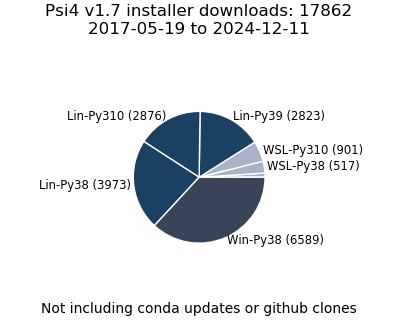 Psi4 v1.7 installer downloads: 17862
2017-05-19 to 2024-12-11
Lin-Py310 (2876)
Lin-Py39 (2823)
WSL-Py310 (901)
WSL-Py38 (517)
Lin-Py38 (3973)
Win-Py38 (6589)
Not including conda updates or github clones